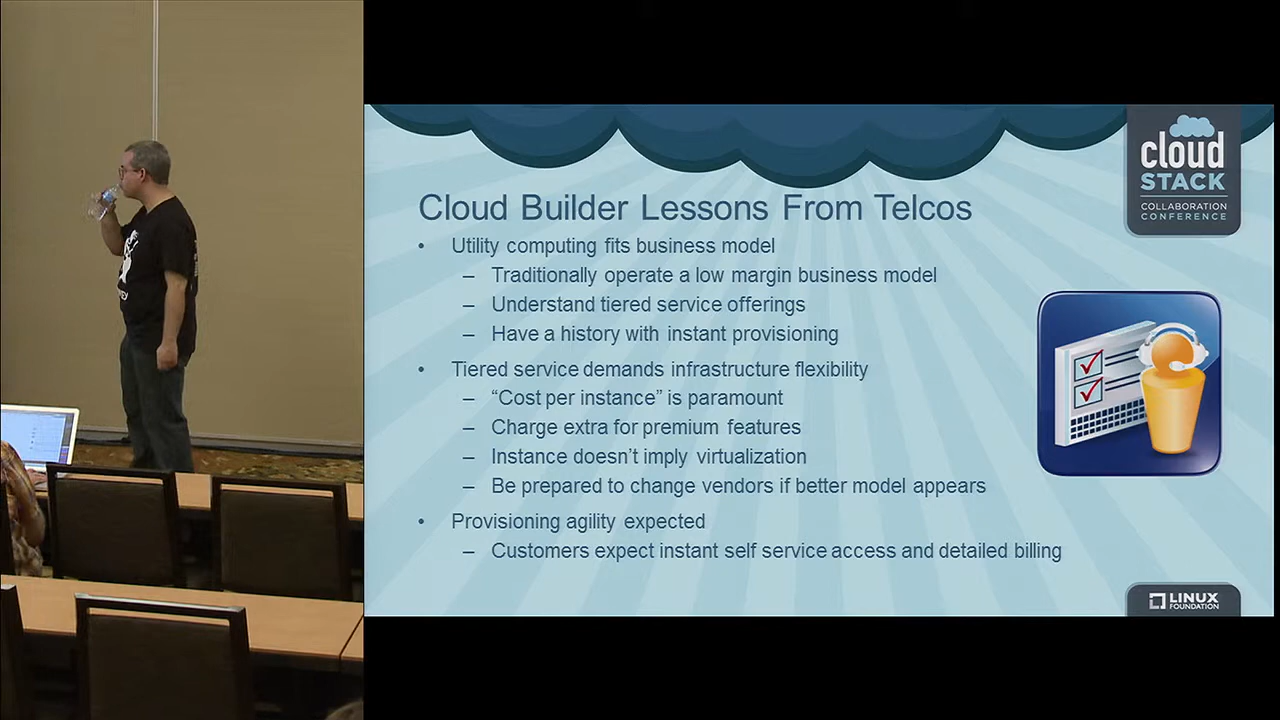 Cloud Builder Lessons From Telcos
• Utility computing fits business model
– Traditionally operate a low margin business model
– Understand tiered service offerings
– Have a history with instant provisioning
• Tiered service demands infrastructure flexibility
– “Cost per instance” is paramount
– Charge extra for premium features
– Instance doesn’t imply virtualization
– Be prepared to change vendors if better model appears
• Provisioning agility expected
– Customers expect instant self service access and detailed billing
cloud
STACK
COLLABORATION
CONFERENCE
LINUX
FOUNDATION